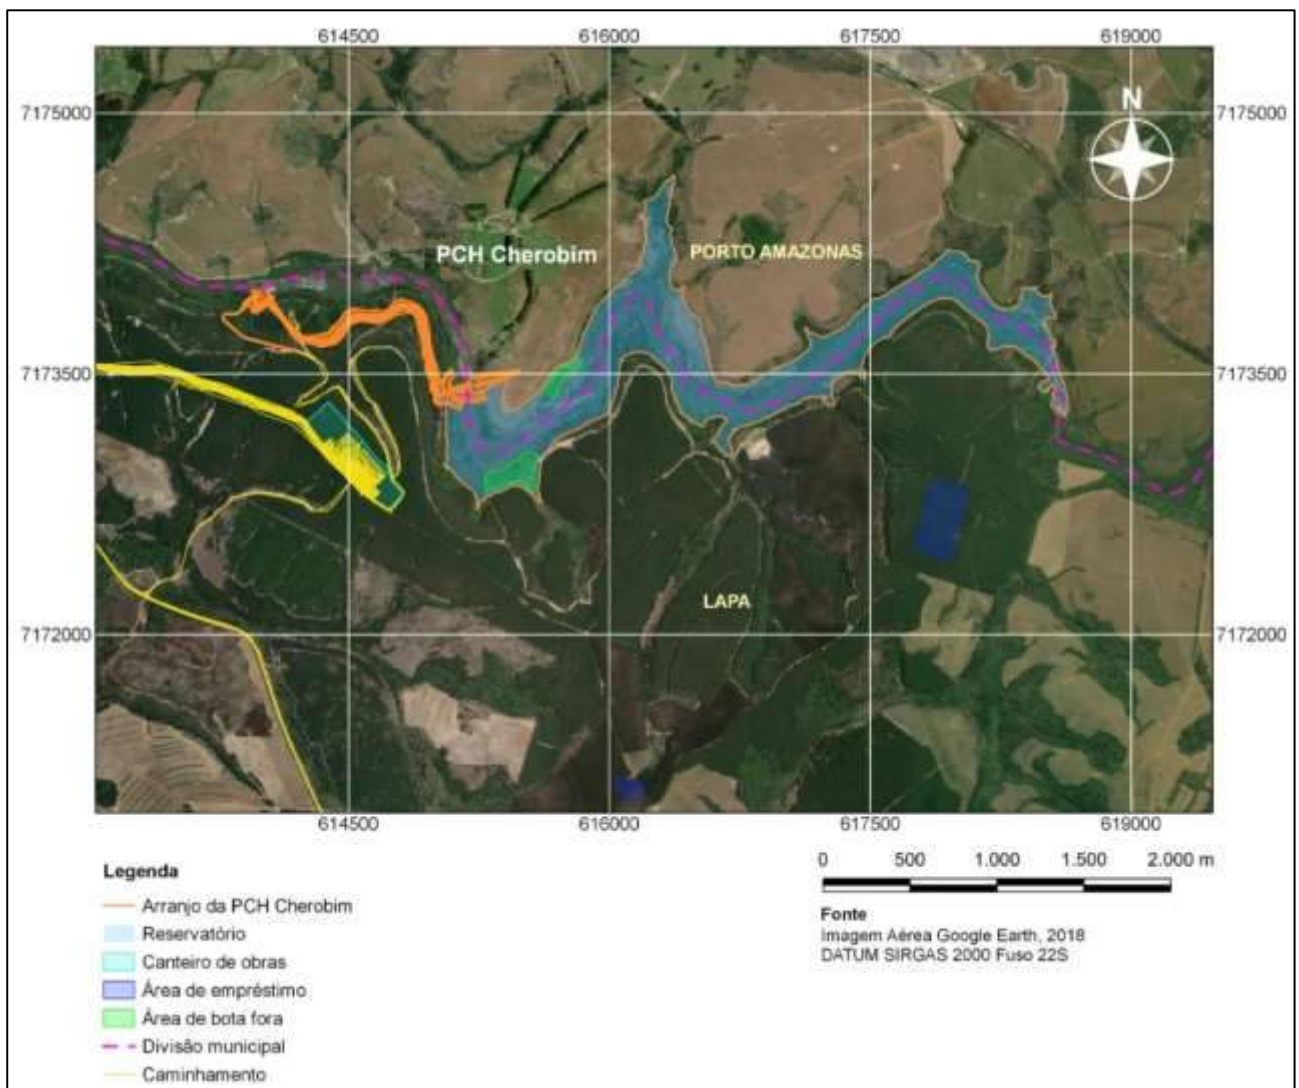 614500 616000 617500 619000
7175000 7175000
N
PCH Cherobim PORTO AMAZONAS
7173500 7173500
LAPA
7172000 7172000
614500 616000 617500 619000
Legenda
Arranjo da PCH Cherobim
Reservatório
Canteiro de obras
Área de empréstimo
Área de bota fora
Divisão municipal
Caminhamento
0 500 1.000 1.500 2.000 m
Fonte
Imagem Aérea Google Earth, 2018
DATUM SIRGAS 2000 Fuso 22S